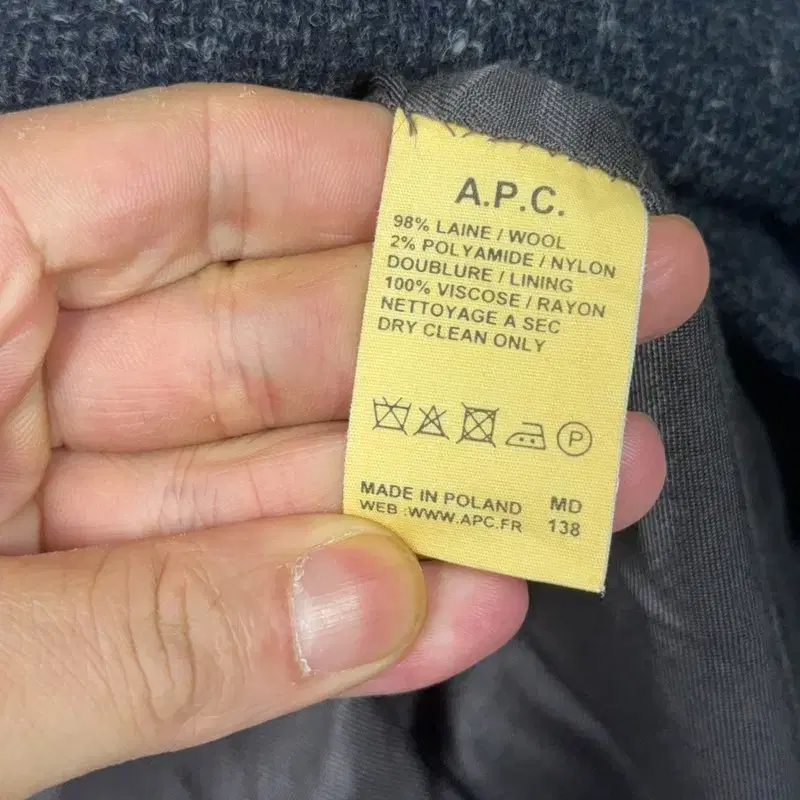 A.P.C.
98% LAINE / WOOL
2% POLYAMIDE / NYLON
DOUBLURE / LINING
100% VISCOSE / RAYON
NETTOYAGE A SEC
DRY CLEAN ONLY
P
MADE IN POLAND MD
WEB :WWW.APC.FR 138